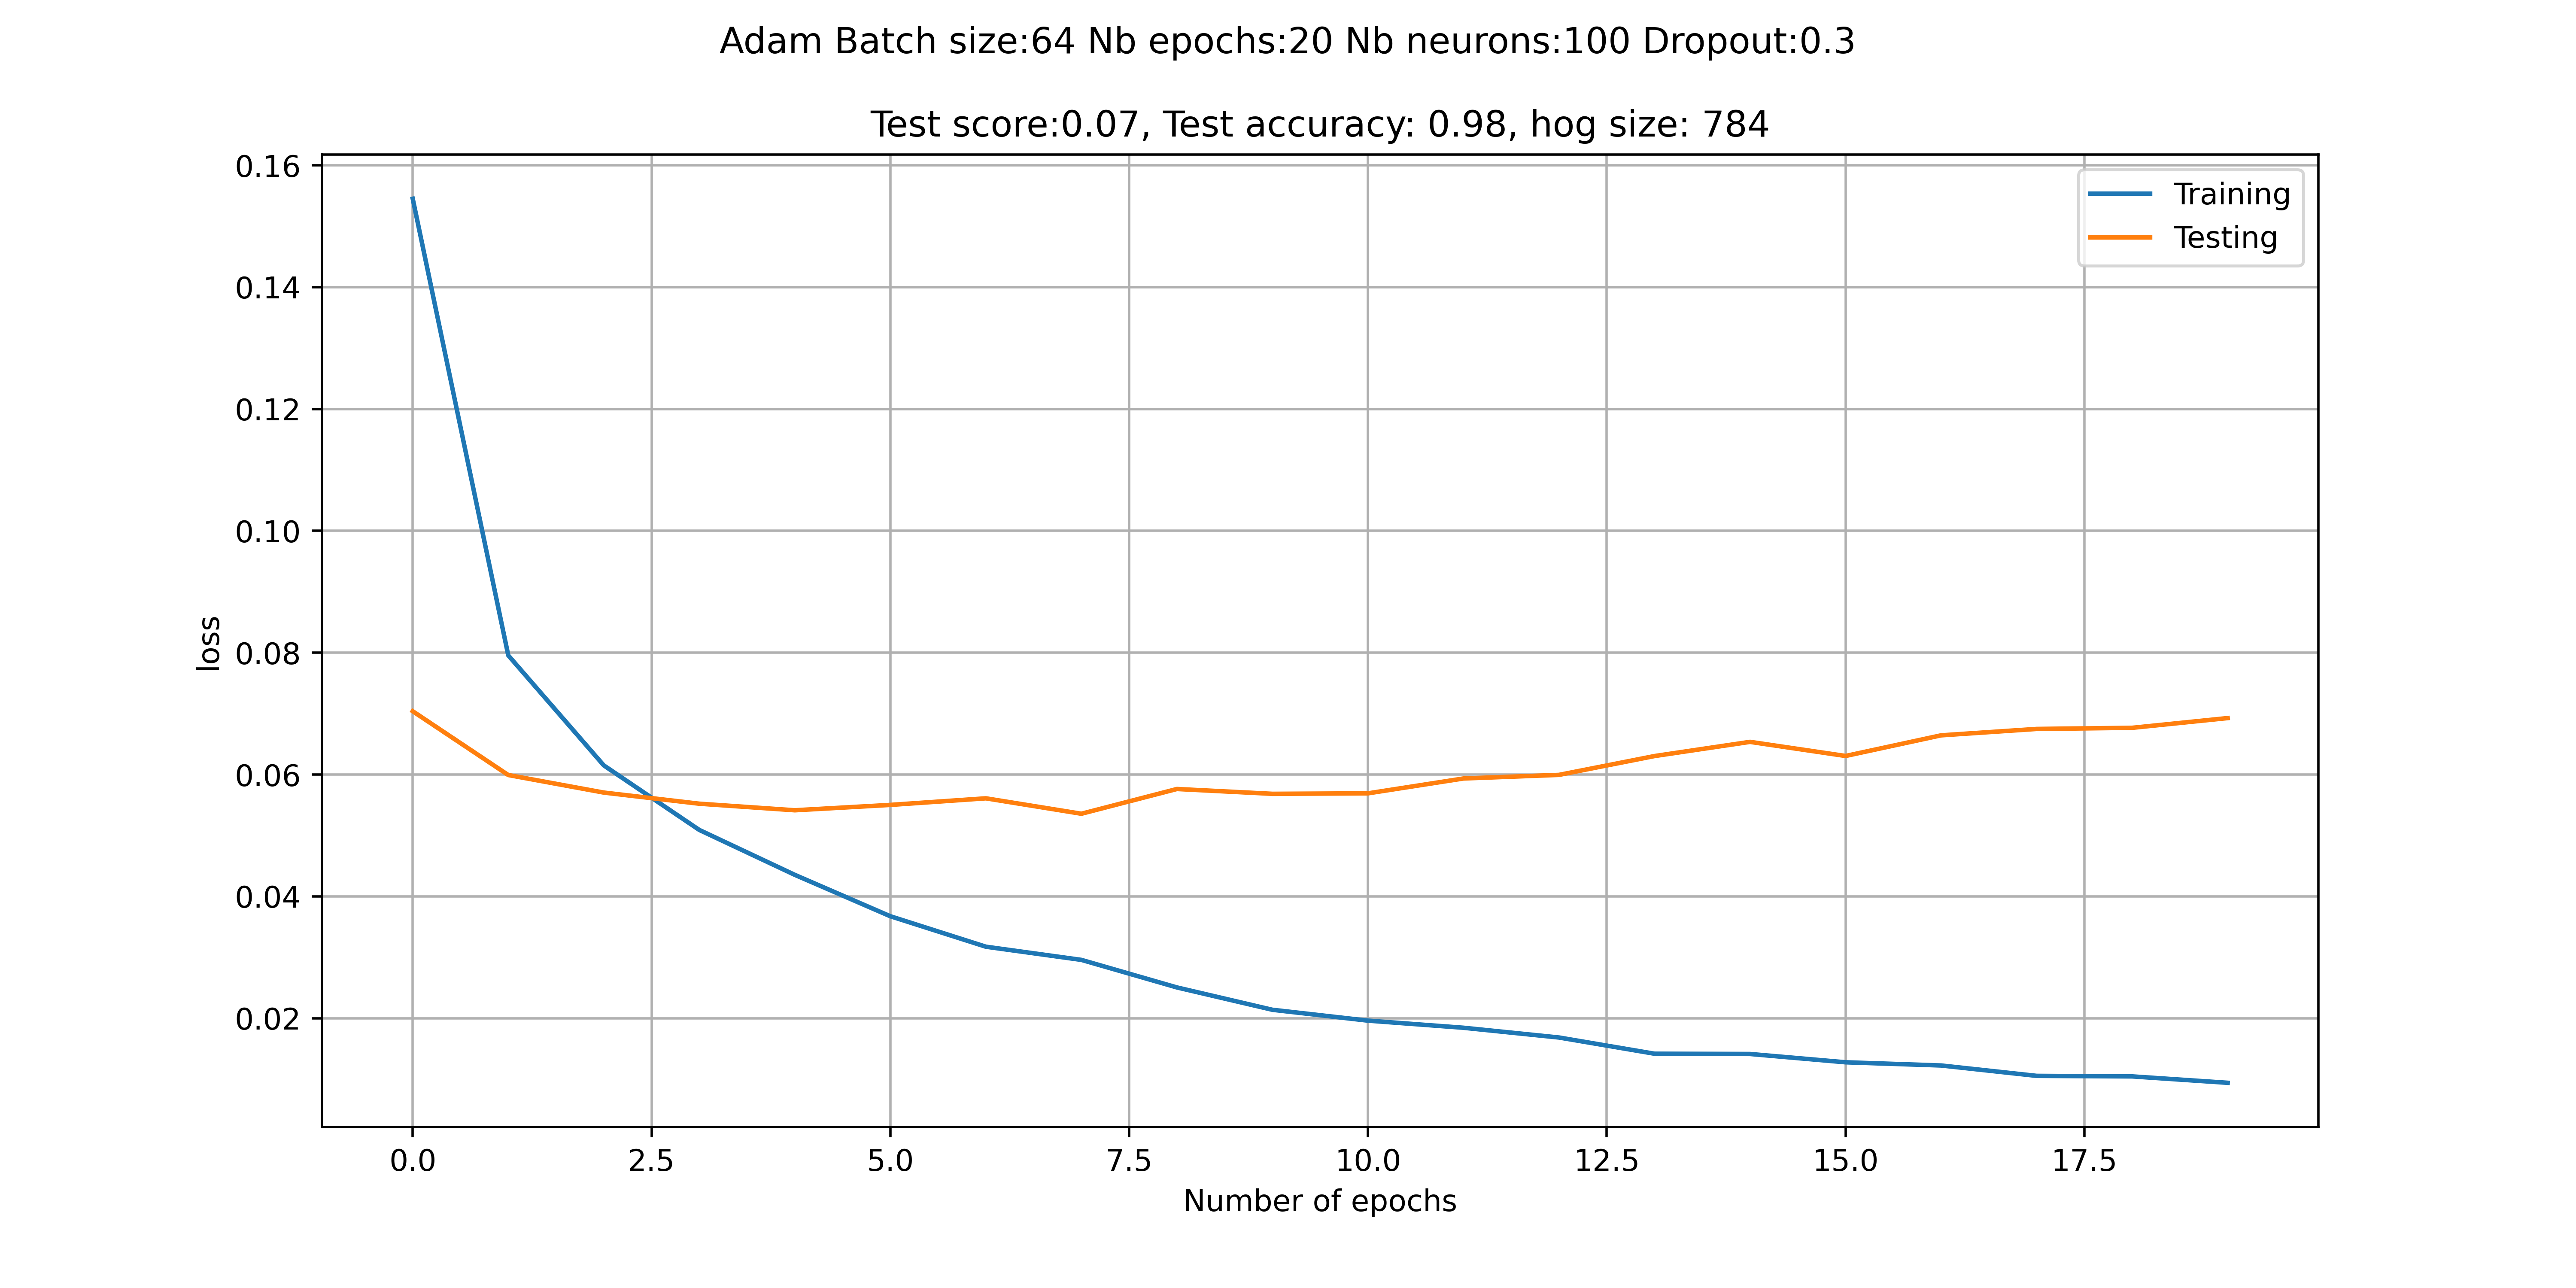 Adam Batch size:64 Nb epochs:20 Nb neurons:100 Dropout:0.3
Test score:0.07, Test accuracy: 0.98, hog size: 784
Training
Testing
0.16
0.14
0.12
0.10
0.08
0.06
0.04
0.02
loss
0.0 2.5 5.0 7.5 10.0 12.5 15.0 17.5
Number of epochs